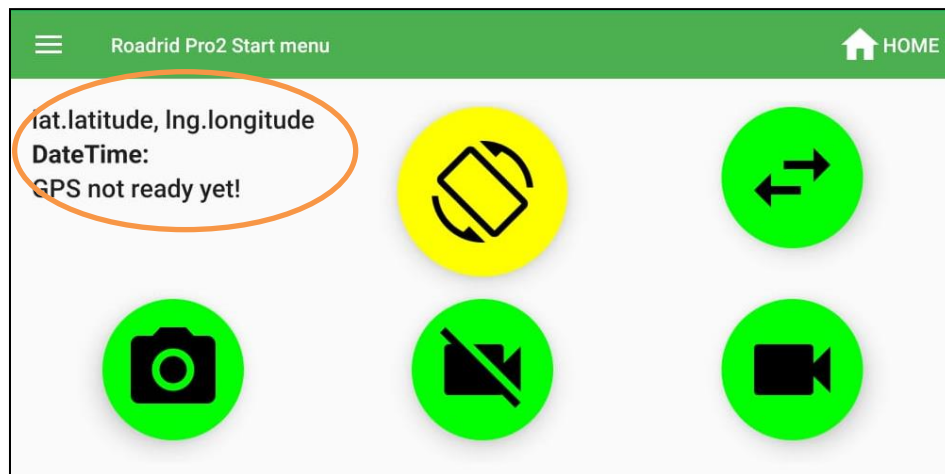 Roadrid Pro2 Start menu
HOME
lat.latitude, lng.longitude
DateTime:
GPS not ready yet!